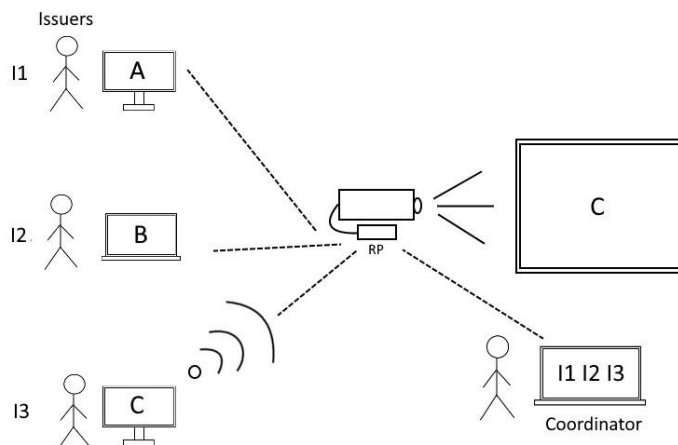 Issuers
I1
A
I2.
B
C
RP
I3
C
I1 I2 I3
Coordinator